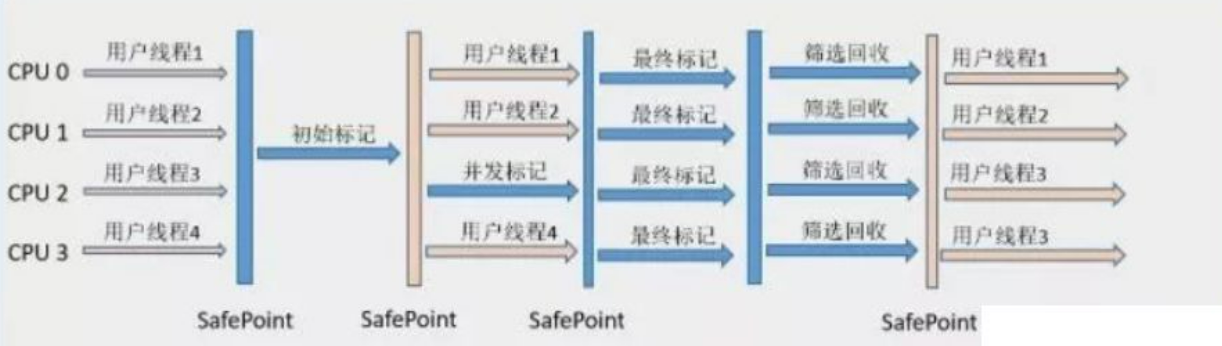 用户线程1
用户线程1
最终标记
筛选回收
用户线程1
CPU 0
用户线程2
用户线程2
最终标记
筛选回收
用户线程2
CPU 1
初始标记
用户线程3
并发标记
最终标记
筛选回收
用户线程3
CPU 2
用户线程4
用户线程4
最终标记
筛选回收
用户线程3
CPU 3
SafePoint
SafePoint
SafePoint
SafePoint